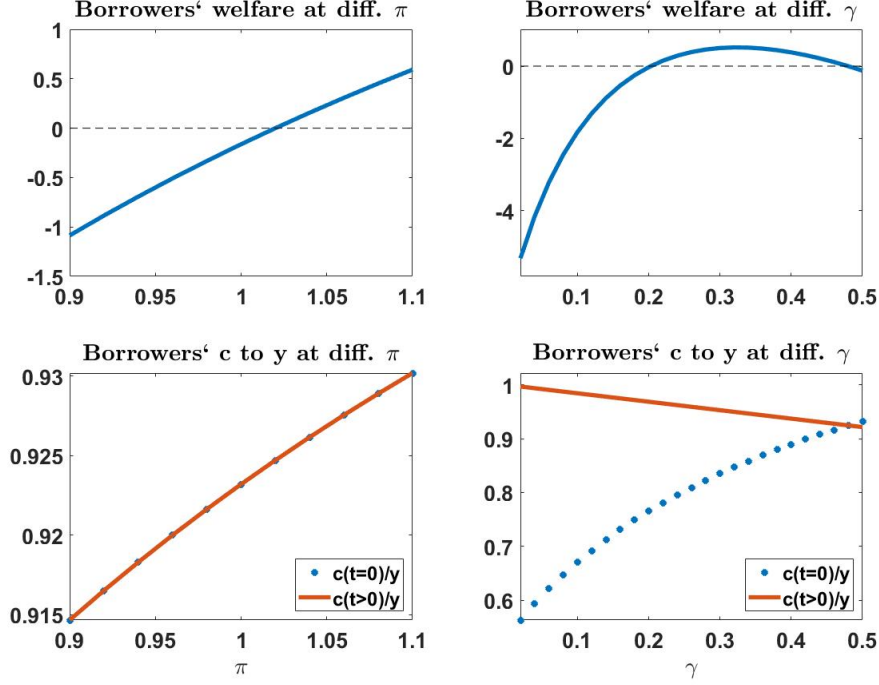 Borrowers‘ welfare at diff. π
1
0.5
0
-0.5
-1
-1.5
0.9 0.95 1 1.05 1.1
Borrowers‘ welfare at diff. γ
0
-2
-4
0.1 0.2 0.3 0.4 0.5
Borrowers‘ c to y at diff. π
0.93
0.925
0.92
0.915
c(t=0)/y
c(t>0)/y
0.9 0.95 1 1.05 1.1
π
Borrowers‘ c to y at diff. γ
1
0.9
0.8
0.7
0.6
c(t=0)/y
c(t>0)/y
0.1 0.2 0.3 0.4 0.5
γ